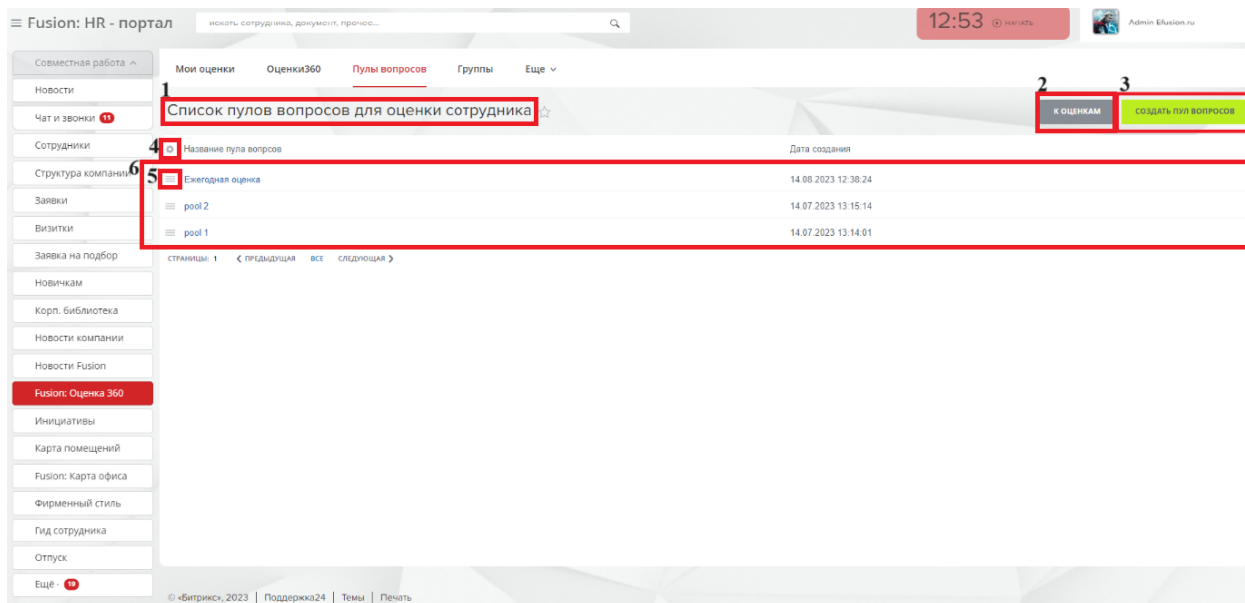 Fusion: HR - портал
искать сотрудника, документ, прочее...
12:53 НАЧАТЬ
Admin Efusion.ru
Совместная работа
Новости
Чат и звонки 11
Сотрудники
Структура компании
Заявки
Визитки
Заявка на подбор
Новичкам
Корп. библиотека
Новости компании
Новости Fusion
Fusion: Оценка 360
Инициативы
Карта помещений
Fusion: Карта офиса
Фирменный стиль
Гид сотрудника
Отпуск
Ещё - 19
Мои оценки Оценки360 Пулы вопросов Группы Еще
1 2 3
Список пулов вопросов для оценки сотрудника
К ОЦЕНКАМ СОЗДАТЬ ПУЛ ВОПРОСОВ
4 Название пула вопрсов Дата создания
6 5 Ежегодная оценка 14.08.2023 12:38:24
pool 2 14.07.2023 13:15:14
pool 1 14.07.2023 13:14:01
СТРАНИЦЫ: 1 ПРЕДЫДУЩАЯ ВСЕ СЛЕДУЮЩАЯ
© «Битрикс», 2023 | Поддержка24 | Темы | Печать